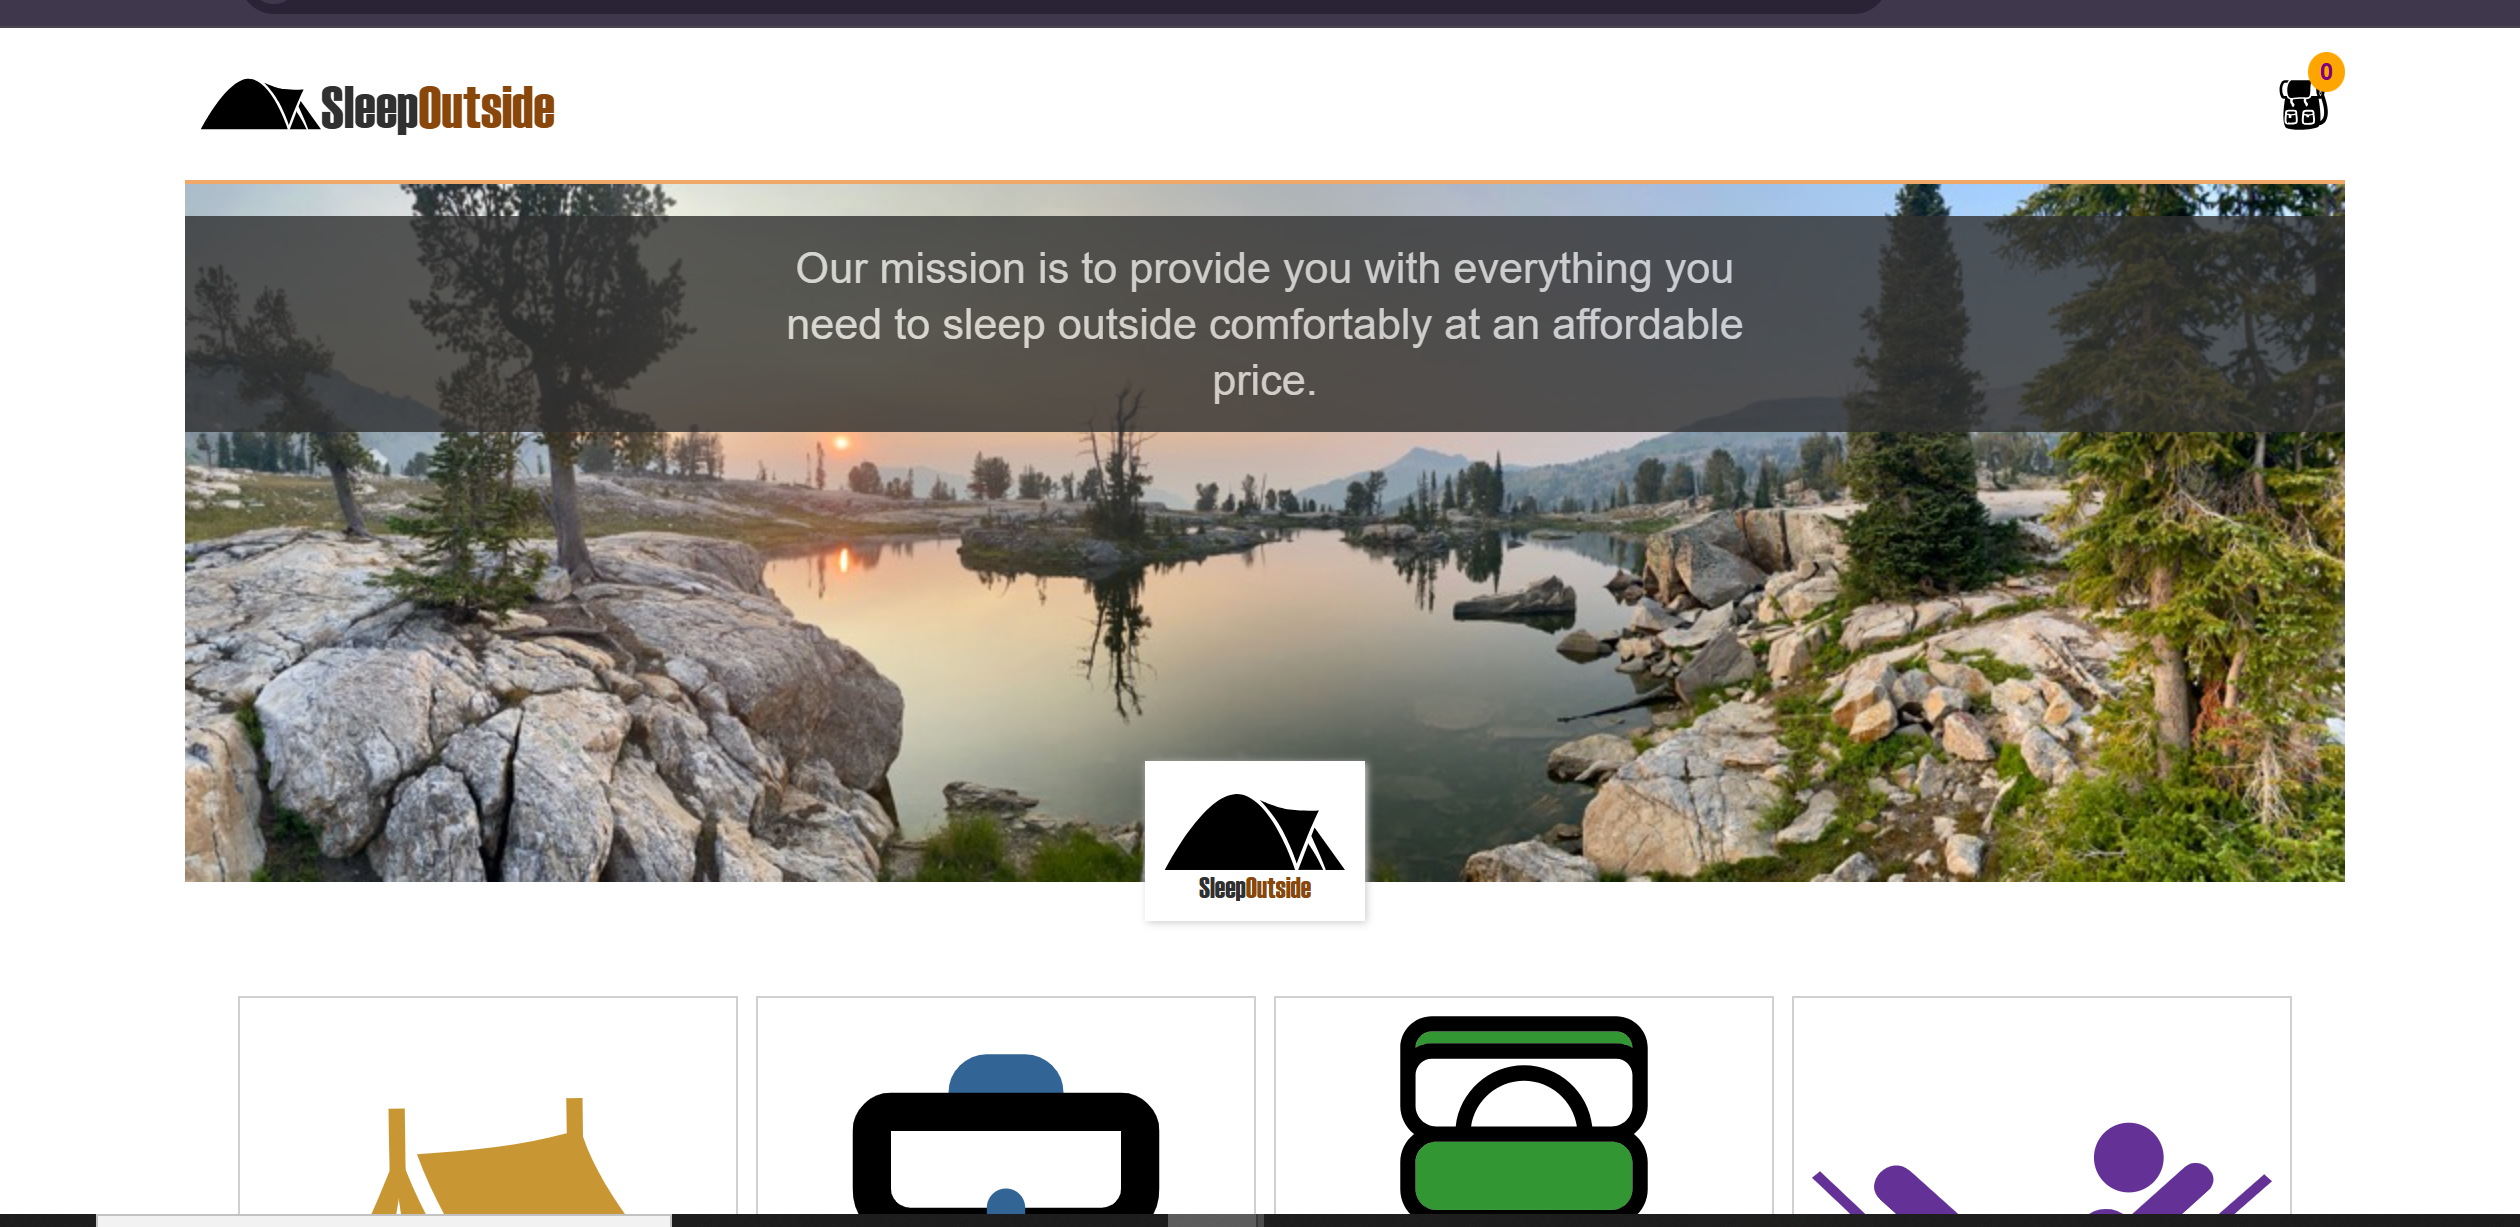 SleepOutside
0
Our mission is to provide you with everything you
need to sleep outside comfortably at an affordable
price.
SleepOutside